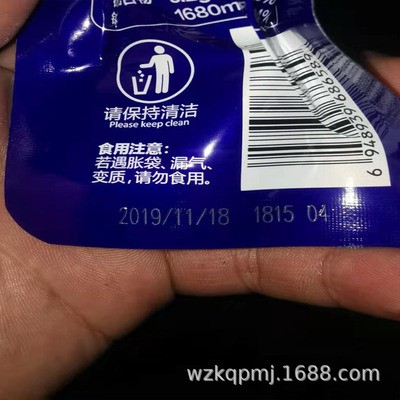 1680m
请保持清洁
Please keep clean
食用注意:
若遇胀袋、漏气、
变质,请勿食用。
2019/11/18 1815 04
wzkqpmj.1688.com